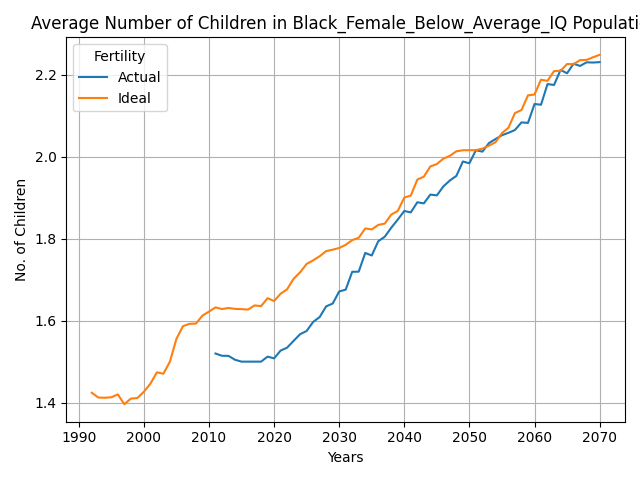 Average Number of Children in Black_Female_Below_Average_IQ Populati
Fertility
Actual
Ideal
No. of Children
2.2
2.0
1.8
1.6
1.4
1990 2000 2010 2020 2030 2040 2050 2060 2070
Years